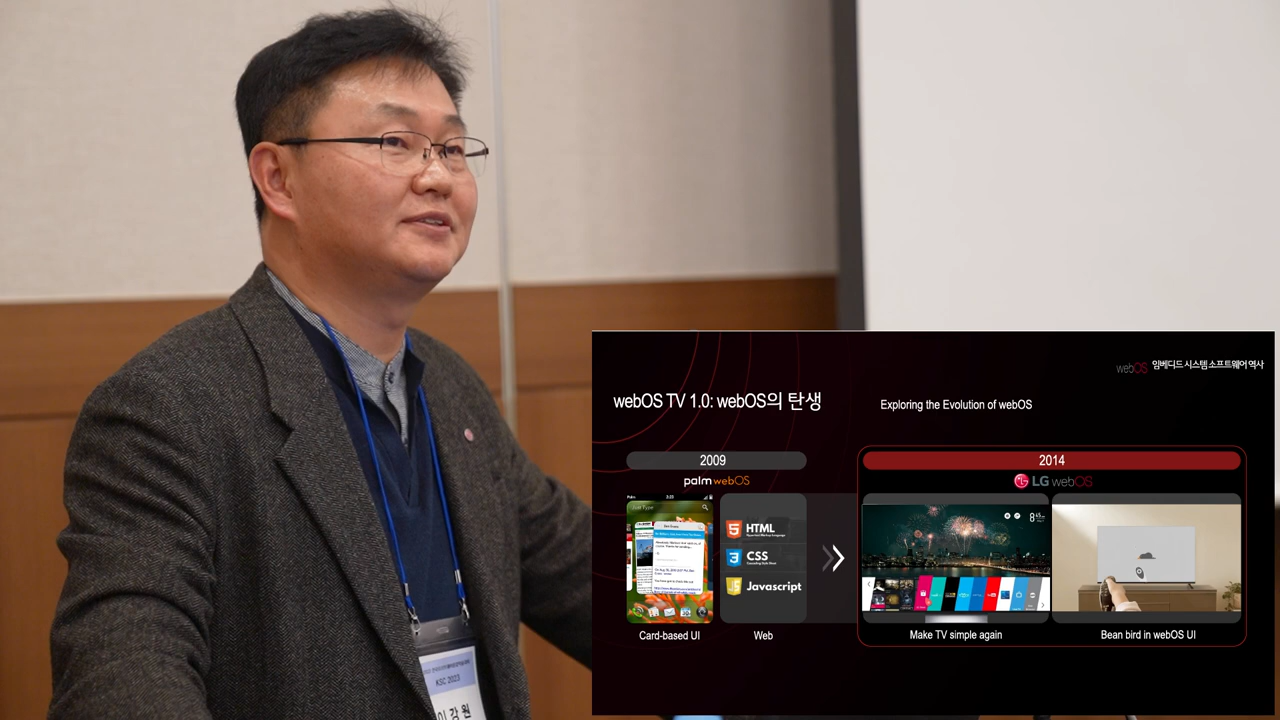 webOS 임베디드 시스템 소프트웨어 역사
webOS TV 1.0: webOS의 탄생
Exploring the Evolution of webOS
2009
2014
palm webOS
LG webOS
Just Type
HTML
CSS
Javascript
Card-based UI
Web
Make TV simple again
Bean bird in webOS UI
KSC 2023
이강원